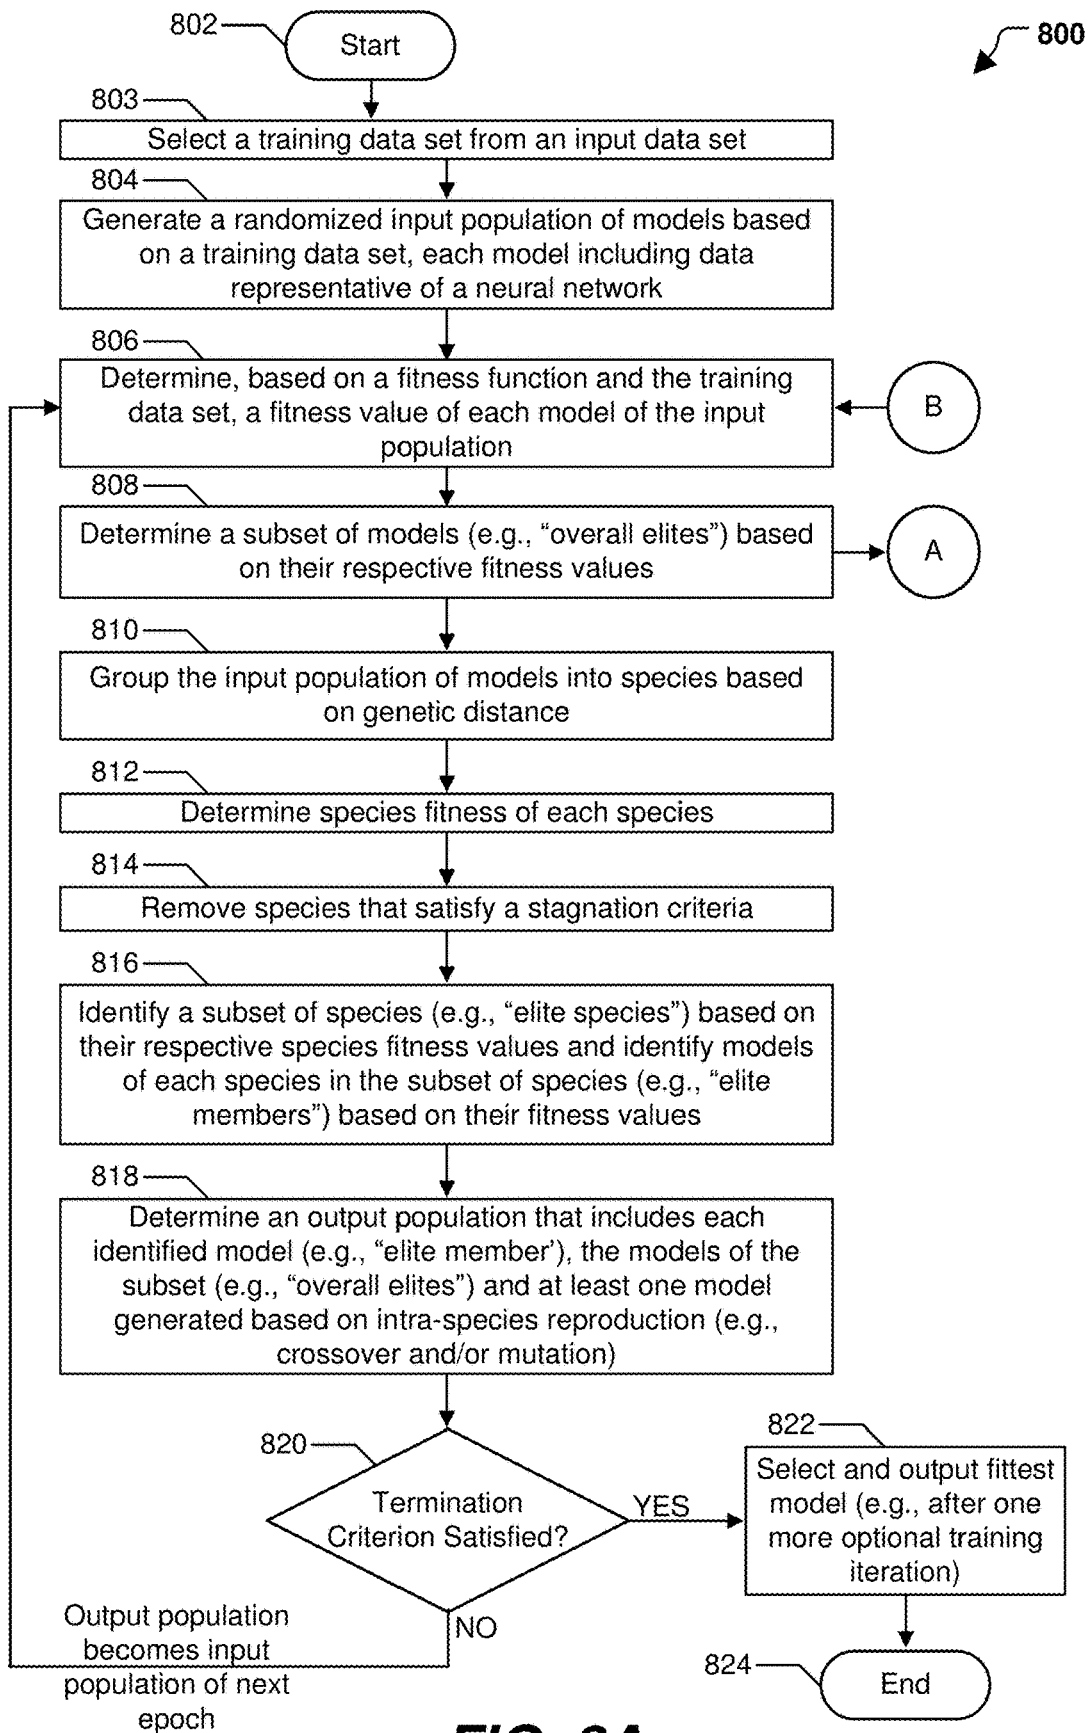 802
Start
800
803
Select a training data set from an input data set
804
Generate a randomized input population of models based
on a training data set, each model including data
representative of a neural network
806
Determine, based on a fitness function and the training
data set, a fitness value of each model of the input
population
B
808
Determine a subset of models (e.g., “overall elites”) based
on their respective fitness values
A
810
Group the input population of models into species based
on genetic distance
812
Determine species fitness of each species
814
Remove species that satisfy a stagnation criteria
816
Identify a subset of species (e.g., “elite species”) based on
their respective species fitness values and identify models
of each species in the subset of species (e.g., “elite
members”) based on their fitness values
818
Determine an output population that includes each
identified model (e.g., “elite member’), the models of the
subset (e.g., “overall elites”) and at least one model
generated based on intra-species reproduction (e.g.,
crossover and/or mutation)
820
Termination
Criterion Satisfied?
YES
822
Select and output fittest
model (e.g., after one
more optional training
iteration)
NO
Output population
becomes input
population of next
epoch
824
End